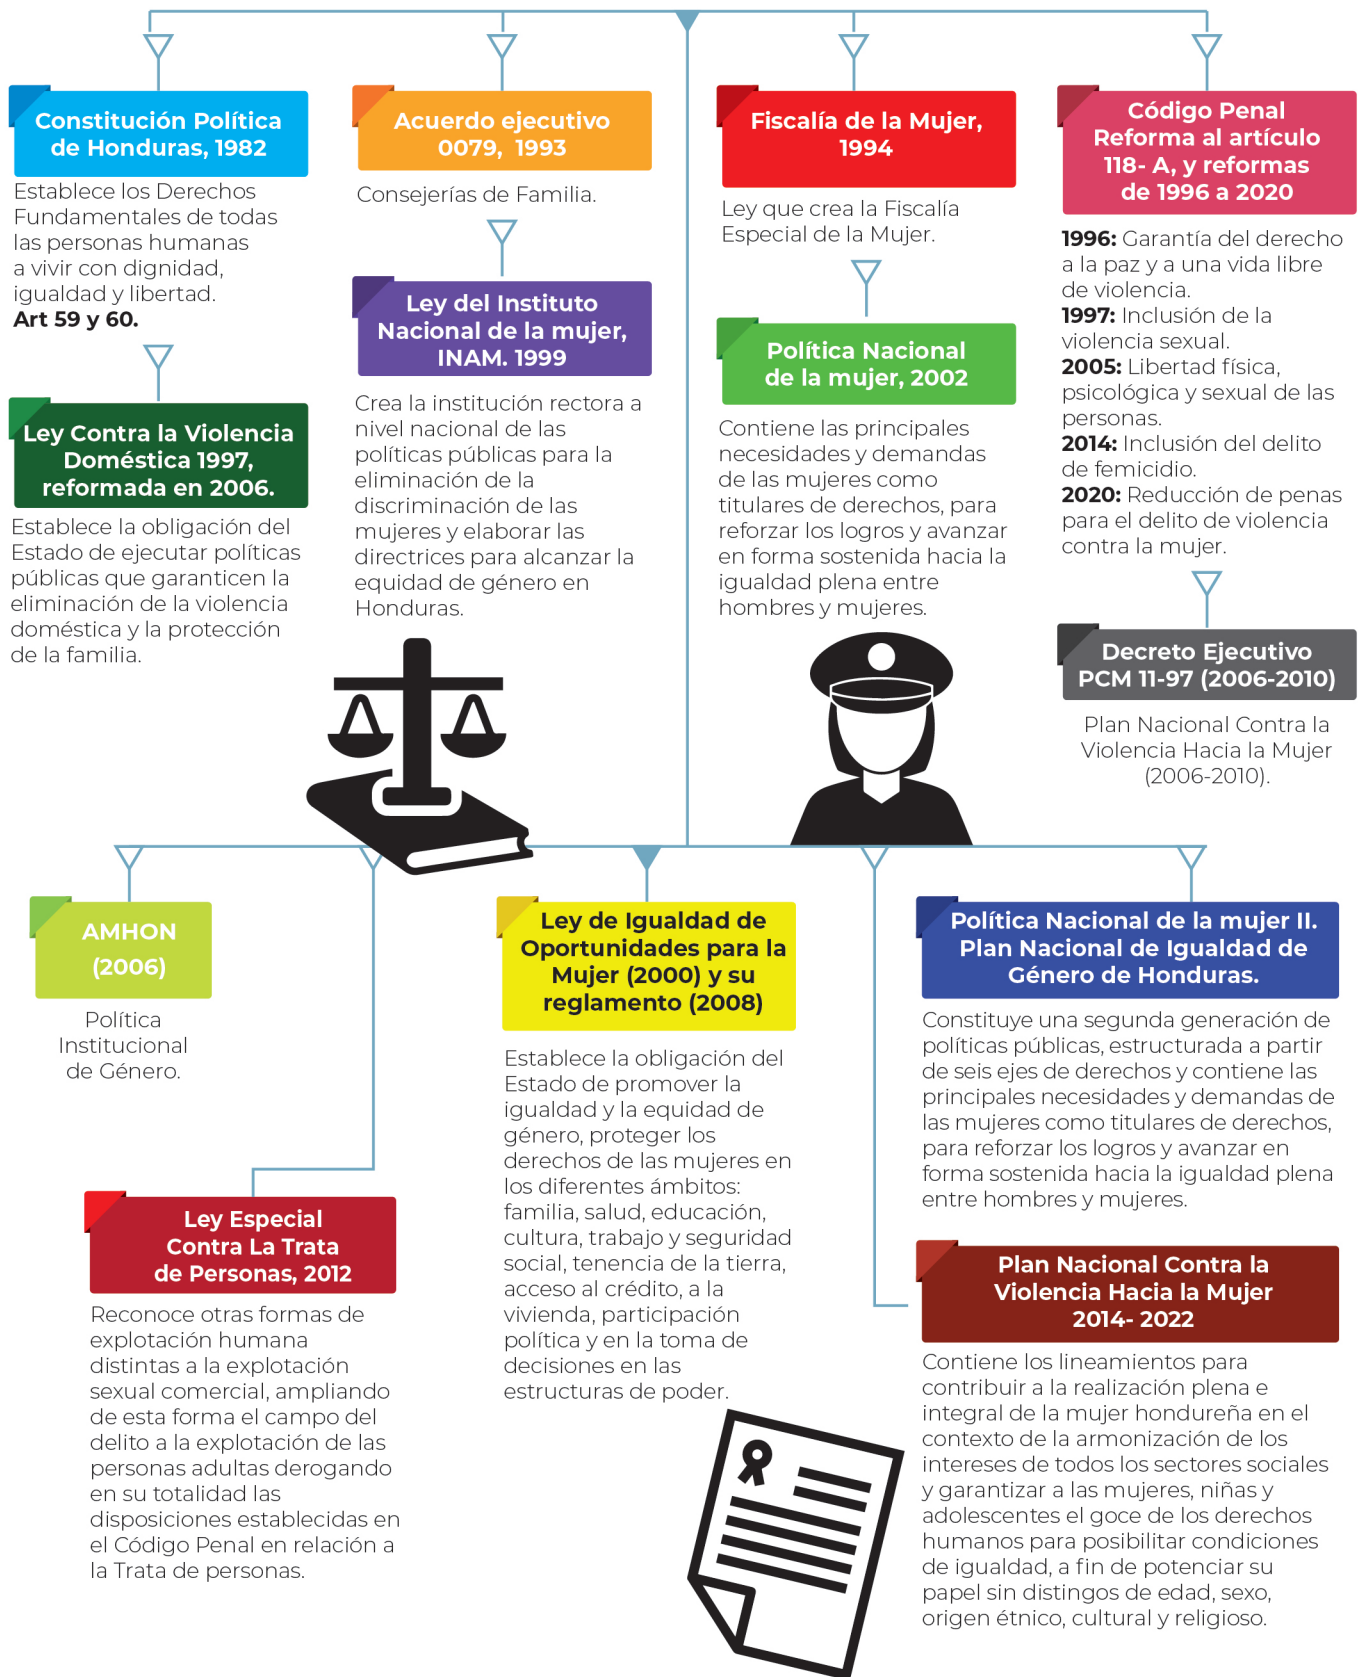 Constitución Política
de Honduras, 1982
Establece los Derechos
Fundamentales de todas
las personas humanas
a vivir con dignidad,
igualdad y libertad.
Art 59 y 60.
Ley Contra la Violencia
Doméstica 1997,
reformada en 2006.
Establece la obligación del
Estado de ejecutar políticas
públicas que garanticen la
eliminación de la violencia
doméstica y la protección
de la familia.
Acuerdo ejecutivo
0079, 1993
Consejerías de Familia.
Ley del Instituto
Nacional de la mujer,
INAM. 1999
Crea la institución rectora a
nivel nacional de las
políticas públicas para la
eliminación de la
discriminación de las
mujeres y elaborar las
directrices para alcanzar la
equidad de género en
Honduras.
Fiscalía de la Mujer,
1994
Ley que crea la Fiscalía
Especial de la Mujer.
Política Nacional
de la mujer, 2002
Contiene las principales
necesidades y demandas
de las mujeres como
titulares de derechos, para
reforzar los logros y avanzar
en forma sostenida hacia la
igualdad plena entre
hombres y mujeres.
Código Penal
Reforma al artículo
118- A, y reformas
de 1996 a 2020
1996: Garantía del derecho
a la paz y a una vida libre
de violencia.
1997: Inclusión de la
violencia sexual.
2005: Libertad física,
psicológica y sexual de las
personas.
2014: Inclusión del delito
de femicidio.
2020: Reducción de penas
para el delito de violencia
contra la mujer.
Decreto Ejecutivo
PCM 11-97 (2006-2010)
Plan Nacional Contra la
Violencia Hacia la Mujer
(2006-2010).
AMHON
(2006)
Política
Institucional
de Género.
Ley Especial
Contra La Trata
de Personas, 2012
Reconoce otras formas de
explotación humana
distintas a la explotación
sexual comercial, ampliando
de esta forma el campo del
delito a la explotación de las
personas adultas derogando
en su totalidad las
disposiciones establecidas en
el Código Penal en relación a
la Trata de personas.
Ley de Igualdad de
Oportunidades para la
Mujer (2000) y su
reglamento (2008)
Establece la obligación del
Estado de promover la
igualdad y la equidad de
género, proteger los
derechos de las mujeres en
los diferentes ámbitos:
familia, salud, educación,
cultura, trabajo y seguridad
social, tenencia de la tierra,
acceso al crédito, a la
vivienda, participación
política y en la toma de
decisiones en las
estructuras de poder.
Política Nacional de la mujer II.
Plan Nacional de Igualdad de
Género de Honduras.
Constituye una segunda generación de
políticas públicas, estructurada a partir
de seis ejes de derechos y contiene las
principales necesidades y demandas de
las mujeres como titulares de derechos,
para reforzar los logros y avanzar en
forma sostenida hacia la igualdad plena
entre hombres y mujeres.
Plan Nacional Contra la
Violencia Hacia la Mujer
2014- 2022
Contiene los lineamientos para
contribuir a la realización plena e
integral de la mujer hondureña en el
contexto de la armonización de los
intereses de todos los sectores sociales
y garantizar a las mujeres, niñas y
adolescentes el goce de los derechos
humanos para posibilitar condiciones
de igualdad, a fin de potenciar su
papel sin distingos de edad, sexo,
origen étnico, cultural y religioso.